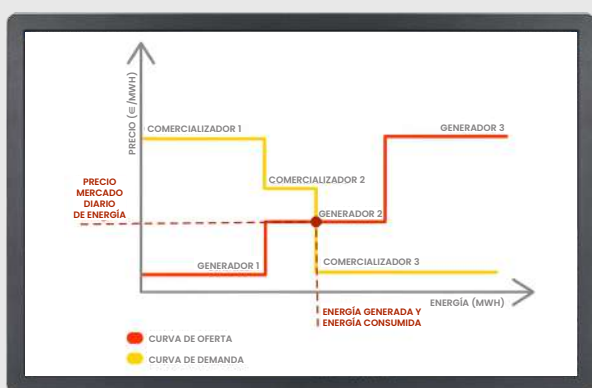 PRECIO (€/MWH)
COMERCIALIZADOR 1
GENERADOR 3
COMERCIALIZADOR 2
PRECIO
MERCADO
DIARIO
DE ENERGÍA
GENERADOR 2
GENERADOR 1
COMERCIALIZADOR 3
ENERGÍA (MWH)
ENERGÍA GENERADA Y
ENERGÍA CONSUMIDA
CURVA DE OFERTA
CURVA DE DEMANDA